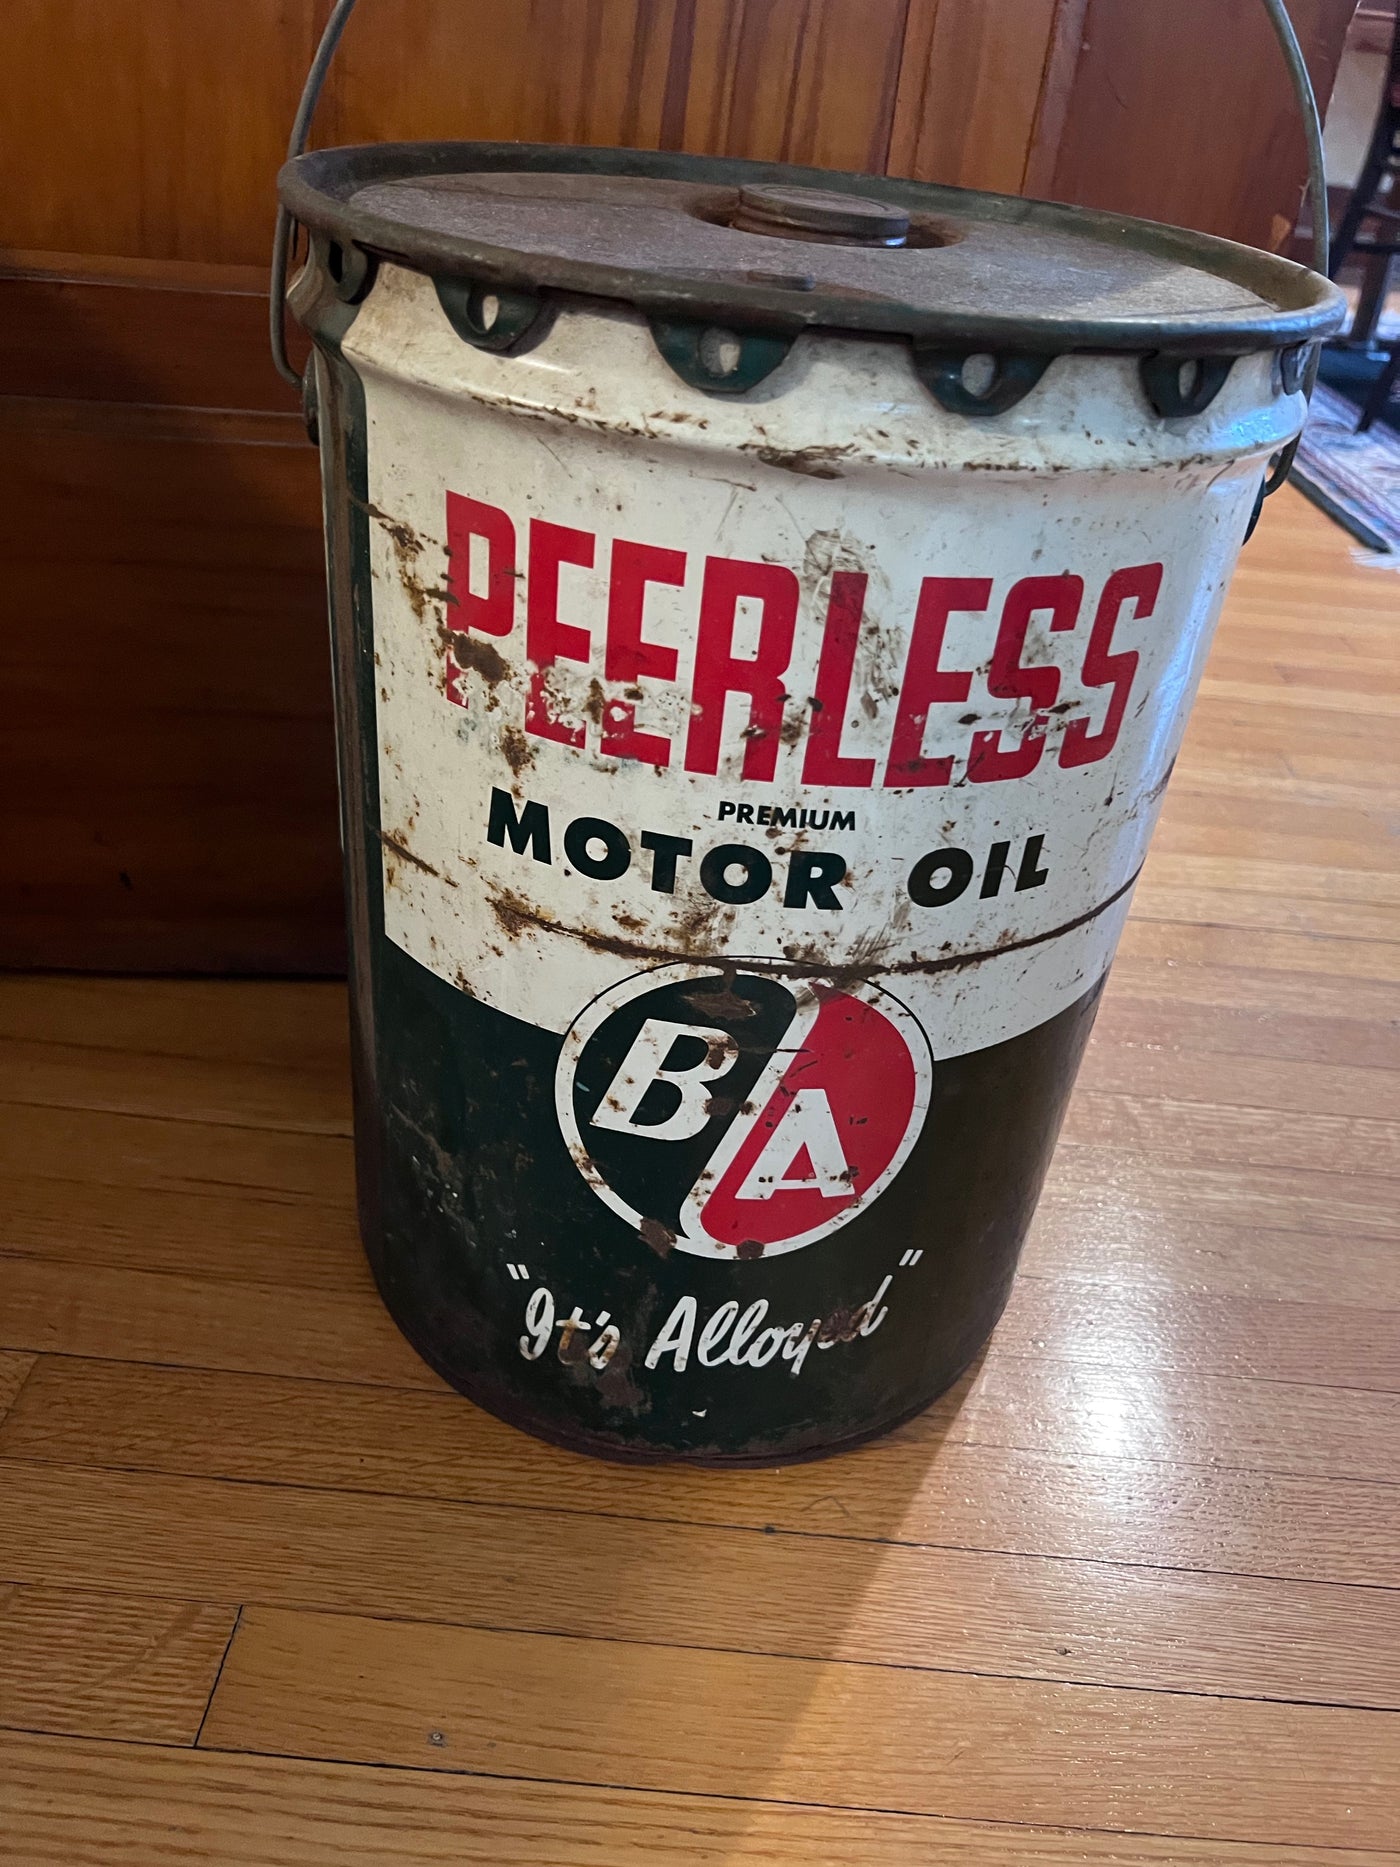 PEERLESS
PREMIUM
MOTOR OIL
B/A
"It's Alloyed"